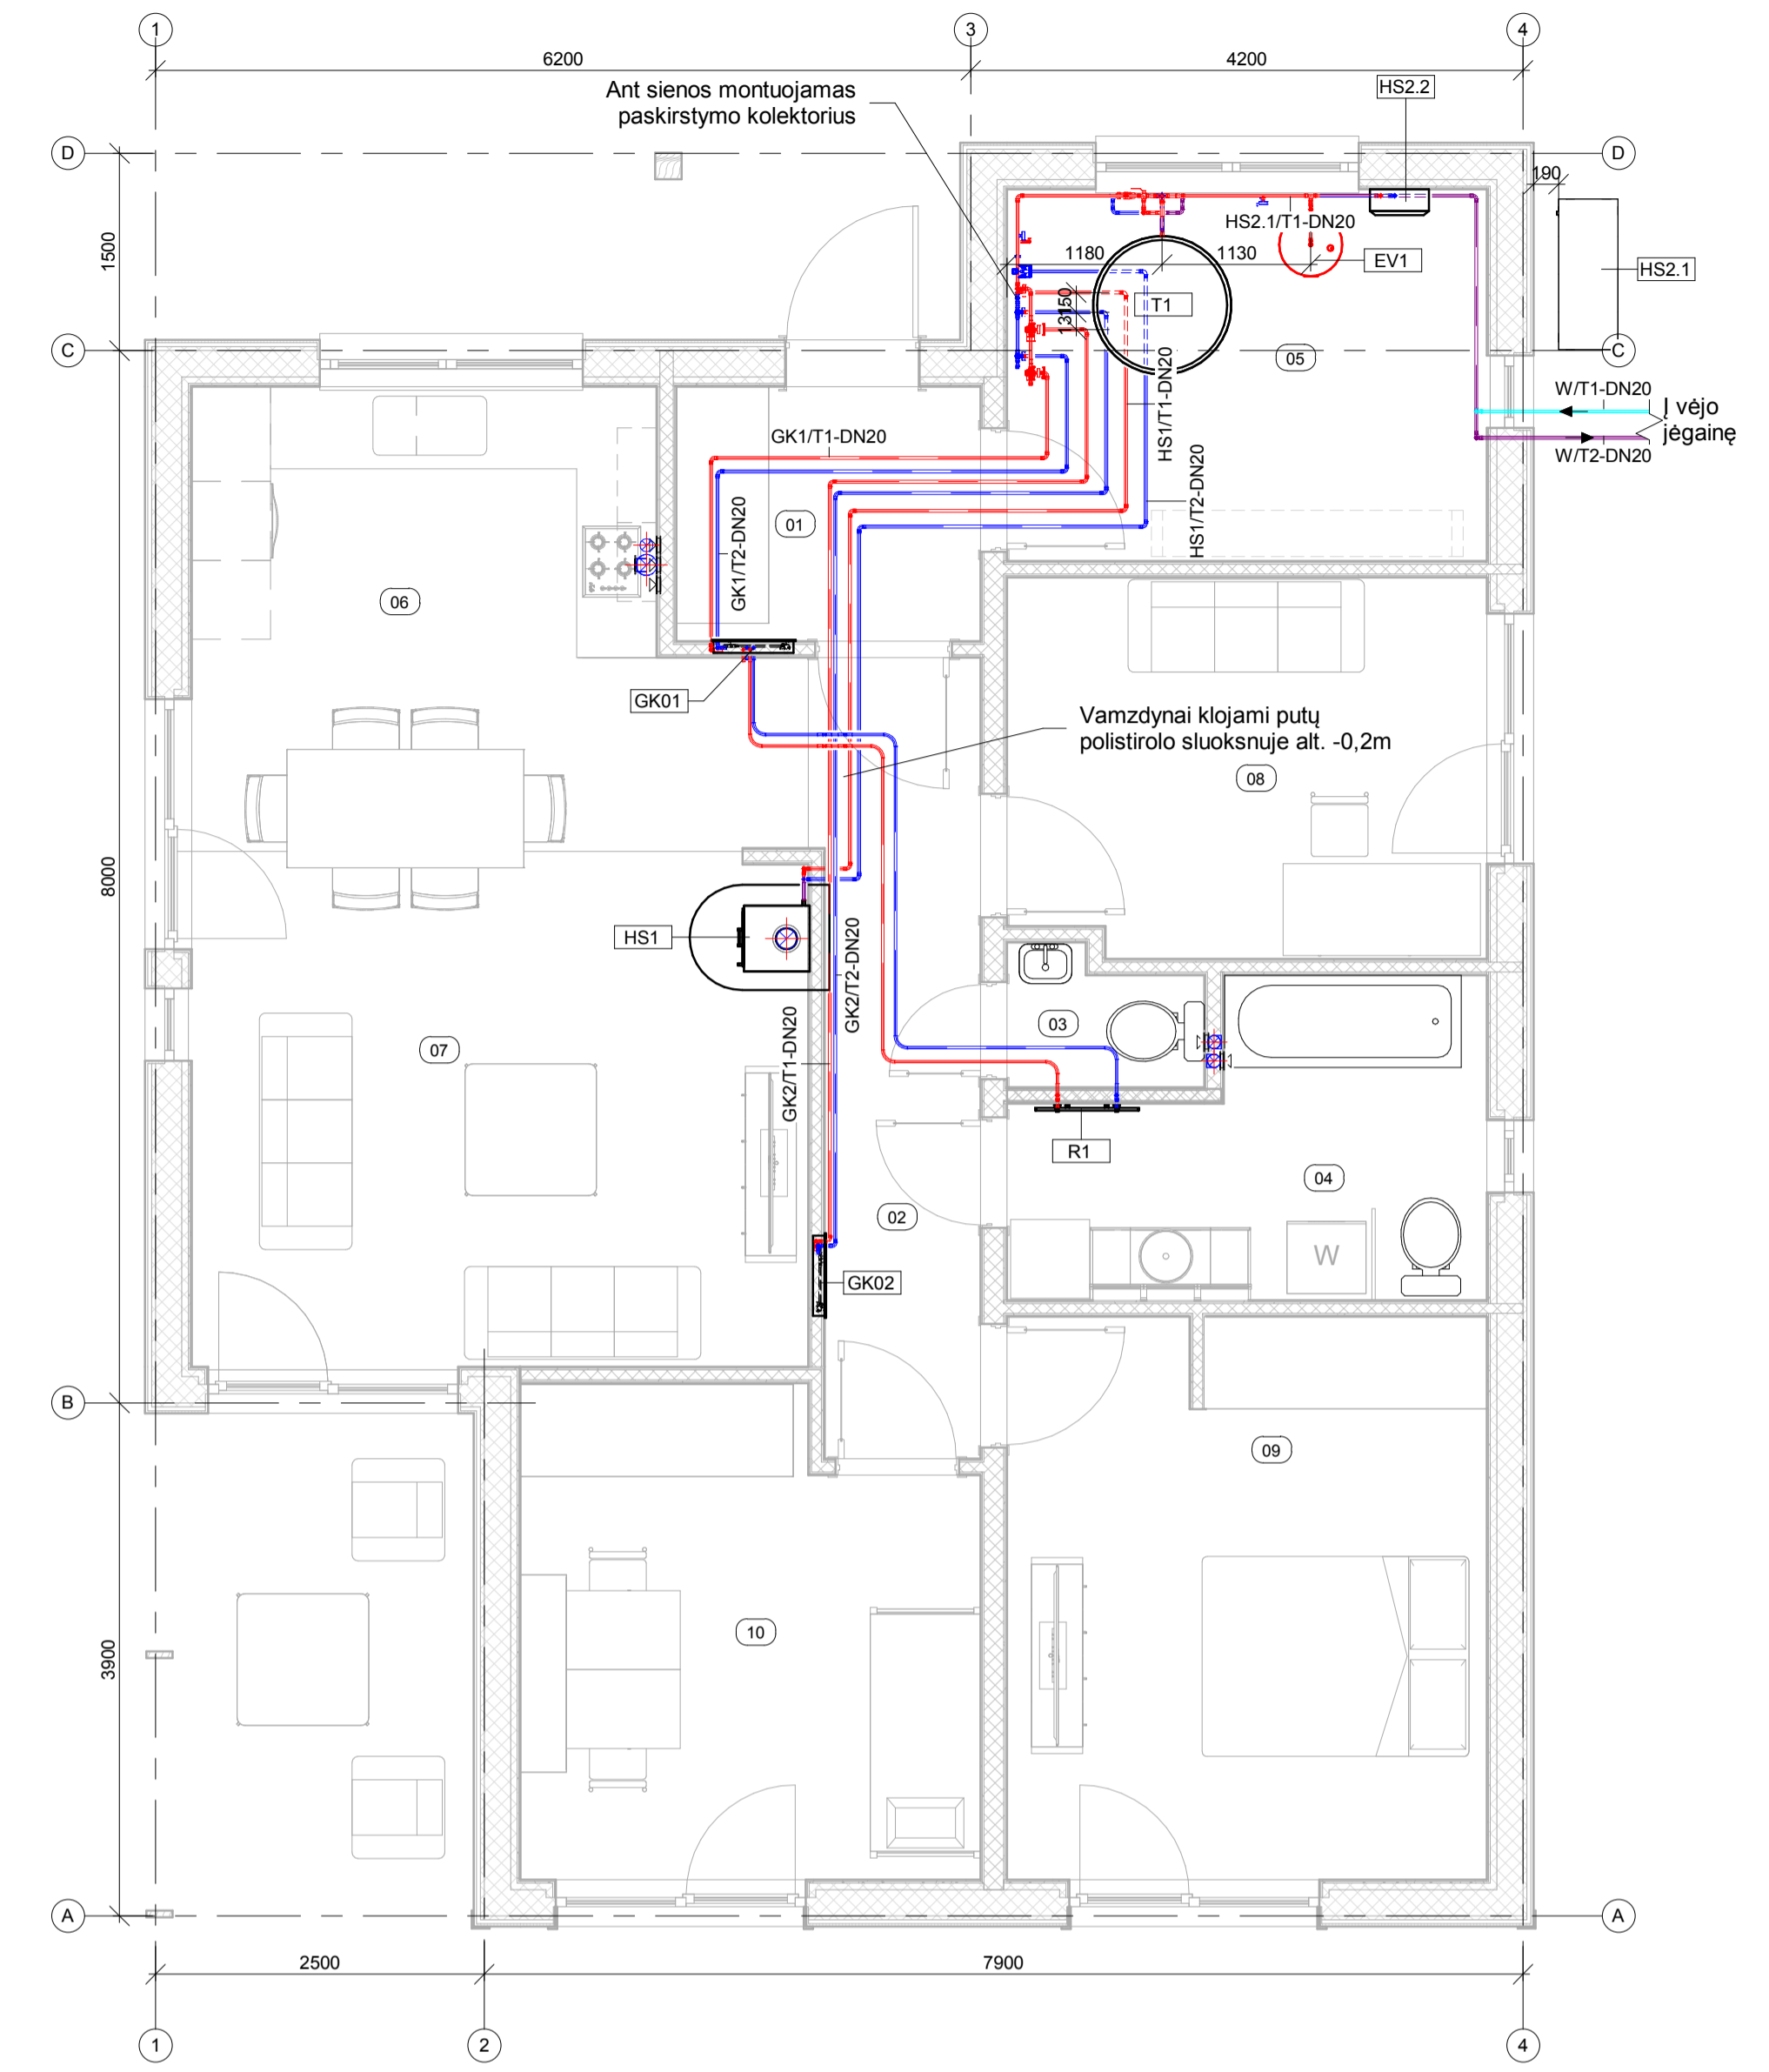 1
3
4
6200
4200
Ant sienos montuojamas
paskirstymo kolektorius
HS2.2
D
D
190
1500
HS2.1/T1-DN20
1180
1130
EV1
HS2.1
T1
150
131
C
05
C
HS1/T1-DN20
W/T1-DN20
Į vėjo
jėgainę
W/T2-DN20
GK1/T1-DN20
HS1/T2-DN20
01
GK1/T2-DN20
06
GK01
Vamzdynai klojami putų
polistirolo sluoksnyje alt. -0,2m
08
8000
HS1
GK2/T2-DN20
03
07
GK2/T1-DN20
R1
04
02
W
GK02
B
09
10
3900
A
A
2500
7900
1
2
4